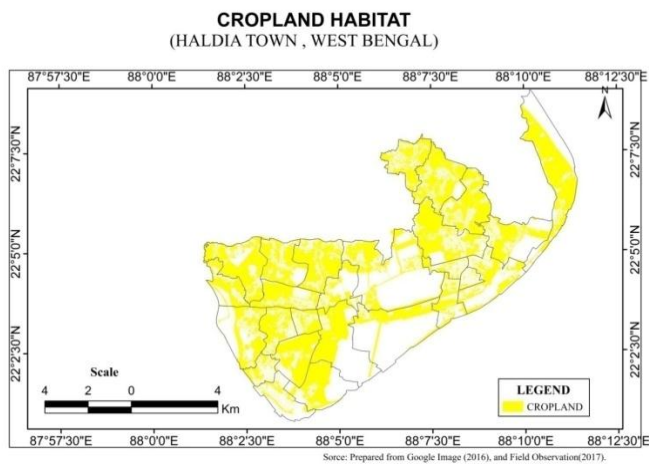 CROPLAND HABITAT
(HALDIA TOWN , WEST BENGAL)
87°57'30"E 88°0'0"E 88°2'30"E 88°5'0"E 88°7'30"E 88°10'0"E 88°12'30"E
N
22°7'30"N 22°7'30"N
22°5'0"N 22°5'0"N
22°2'30"N 22°2'30"N
Scale
4 2 0 4
Km
LEGEND
CROPLAND
87°57'30"E 88°0'0"E 88°2'30"E 88°5'0"E 88°7'30"E 88°10'0"E 88°12'30"E
Sorce: Prepared from Google Image (2016), and Field Observation(2017).